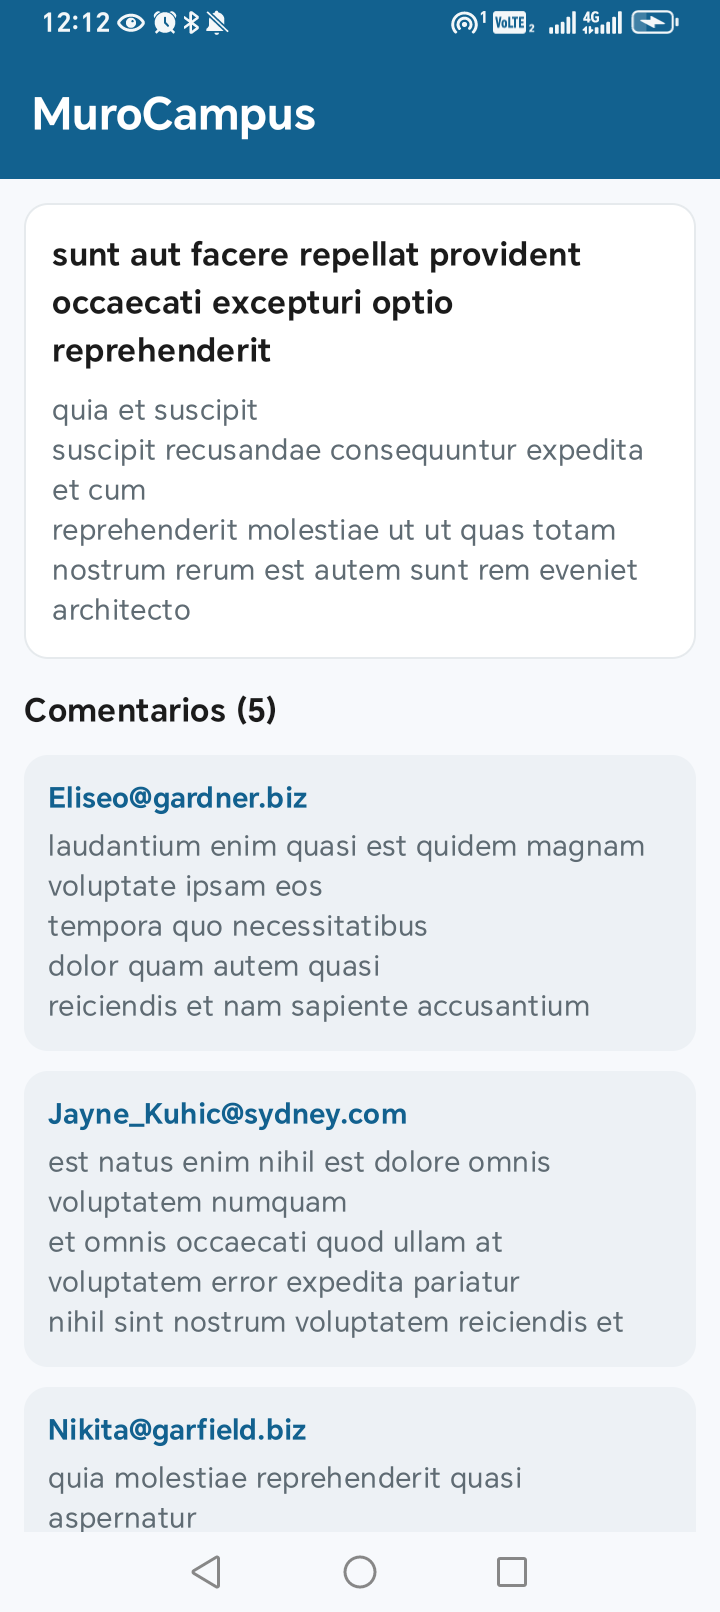 12:12
1 VoLTE 2 4G
MuroCampus
sunt aut facere repellat provident
occaecati excepturi optio
reprehenderit
quia et suscipit
suscipit recusandae consequuntur expedita
et cum
reprehenderit molestiae ut ut quas totam
nostrum rerum est autem sunt rem eveniet
architecto
Comentarios (5)
Eliseo@gardner.biz
laudantium enim quasi est quidem magnam
voluptate ipsam eos
tempora quo necessitatibus
dolor quam autem quasi
reiciendis et nam sapiente accusantium
Jayne_Kuhic@sydney.com
est natus enim nihil est dolore omnis
voluptatem numquam
et omnis occaecati quod ullam at
voluptatem error expedita pariatur
nihil sint nostrum voluptatem reiciendis et
Nikita@garfield.biz
quia molestiae reprehenderit quasi
aspernatur